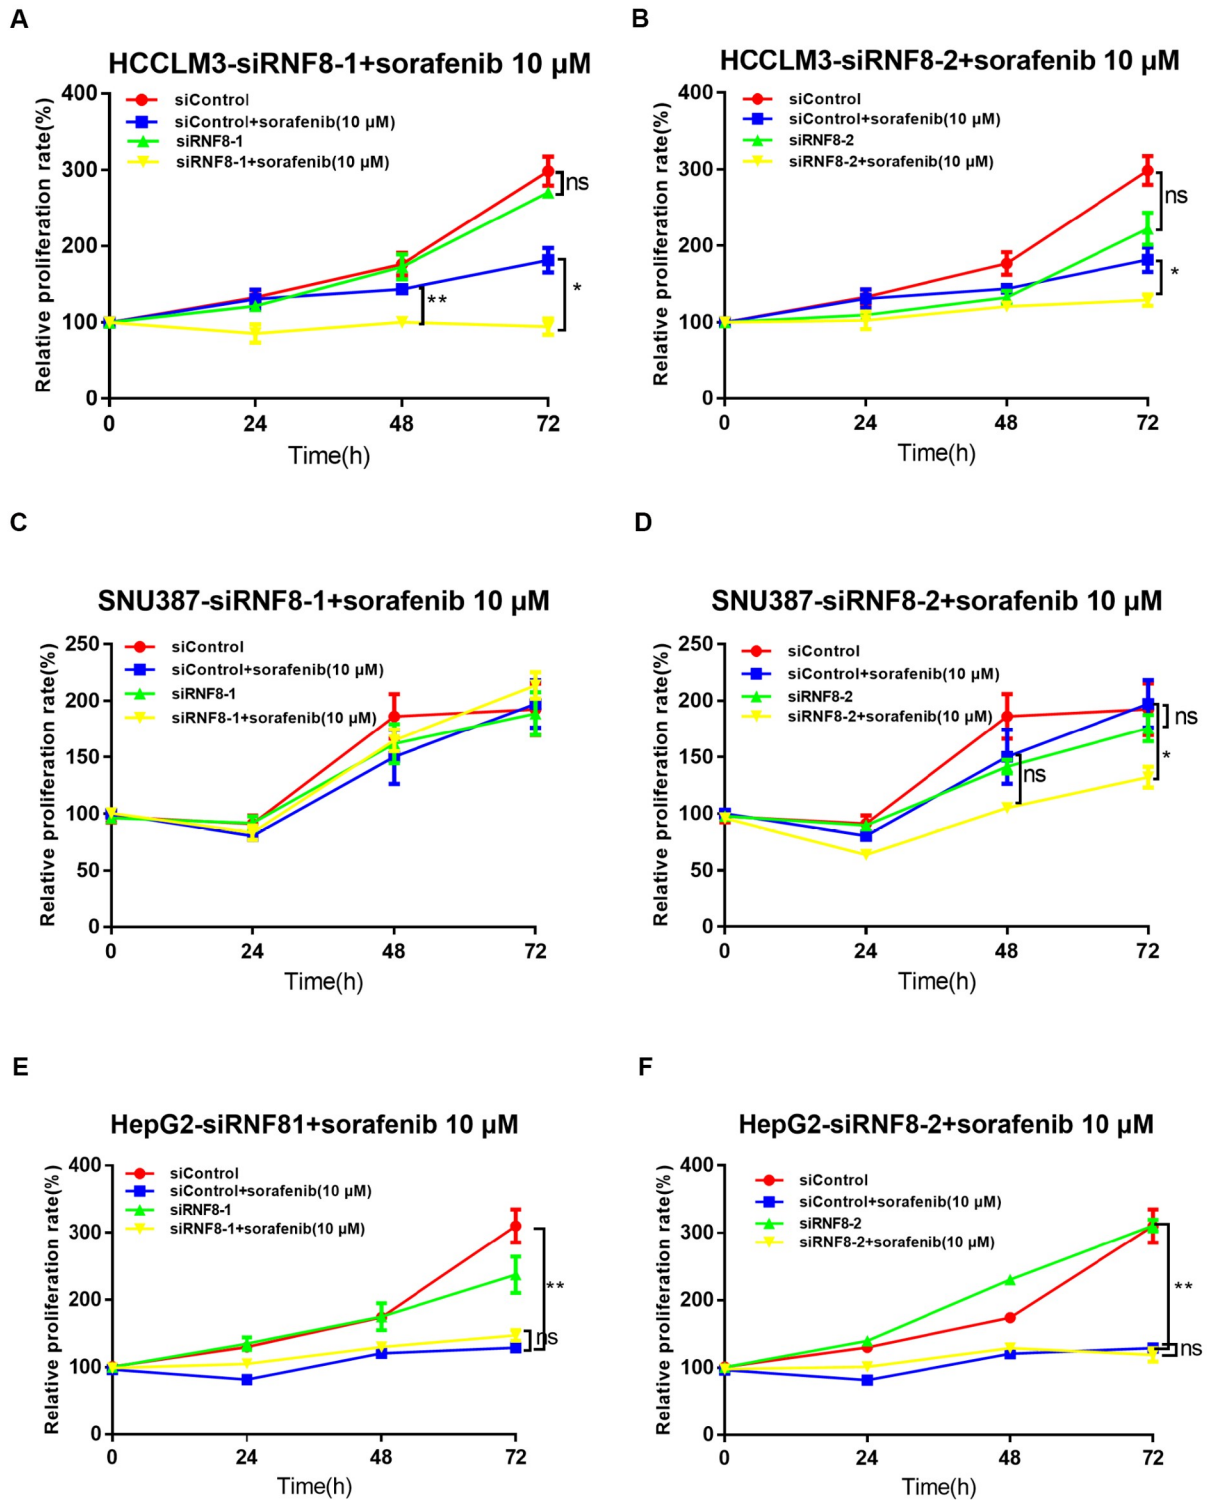 A
HCCLM3-siRNF8-1+sorafenib 10 µM
Relative proliferation rate(%)
400
300
200
100
0
siControl
siControl+sorafenib(10 µM)
siRNF8-1
siRNF8-1+sorafenib(10 µM)
ns
**
*
0 24 48 72
Time(h)
B
HCCLM3-siRNF8-2+sorafenib 10 µM
Relative proliferation rate(%)
400
300
200
100
0
siControl
siControl+sorafenib(10 µM)
siRNF8-2
siRNF8-2+sorafenib(10 µM)
ns
*
0 24 48 72
Time(h)
C
SNU387-siRNF8-1+sorafenib 10 µM
Relative proliferation rate(%)
250
200
150
100
50
0
siControl
siControl+sorafenib(10 µM)
siRNF8-1
siRNF8-1+sorafenib(10 µM)
0 24 48 72
Time(h)
D
SNU387-siRNF8-2+sorafenib 10 µM
Relative proliferation rate(%)
250
200
150
100
50
0
siControl
siControl+sorafenib(10 µM)
siRNF8-2
siRNF8-2+sorafenib(10 µM)
ns
*
ns
0 24 48 72
Time(h)
E
HepG2-siRNF81+sorafenib 10 µM
Relative proliferation rate(%)
400
300
200
100
0
siControl
siControl+sorafenib(10 µM)
siRNF8-1
siRNF8-1+sorafenib(10 µM)
**
ns
0 24 48 72
Time(h)
F
HepG2-siRNF8-2+sorafenib 10 µM
Relative proliferation rate(%)
400
300
200
100
0
siControl
siControl+sorafenib(10 µM)
siRNF8-2
siRNF8-2+sorafenib(10 µM)
**
ns
0 24 48 72
Time(h)